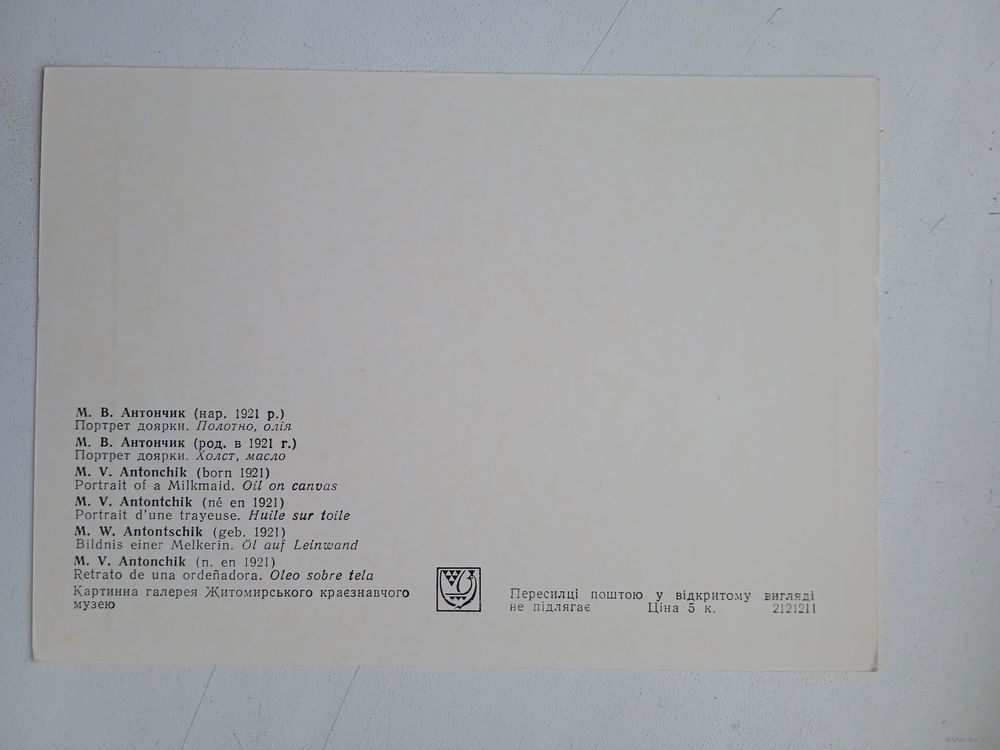 М. В. Антончик (нар. 1921 р.)
Портрет доярки. Полотно, олія
М. В. Антончик (род. в 1921 г.)
Портрет доярки. Холст, масло
M. V. Antonchik (born 1921)
Portrait of a Milkmaid. Oil on canvas
M. V. Antontchik (né en 1921)
Portrait d'une trayeuse. Huile sur toile
M. W. Antontschik (geb. 1921)
Bildnis einer Melkerin. Öl auf Leinwand
M. V. Antonchik (n. en 1921)
Retrato de una ordeñadora. Oleo sobre tela
Картинна галерея Житомирського краєзнавчого
музею
Пересилці поштою у відкритому вигляді
не підлягає Ціна 5 к. 2121211